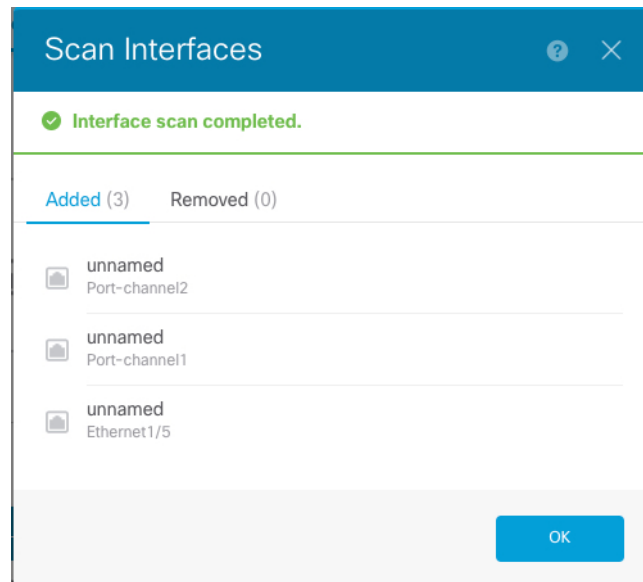 Scan Interfaces
Interface scan completed.
Added (3) Removed (0)
unnamed
Port-channel2
unnamed
Port-channel1
unnamed
Ethernet1/5
OK